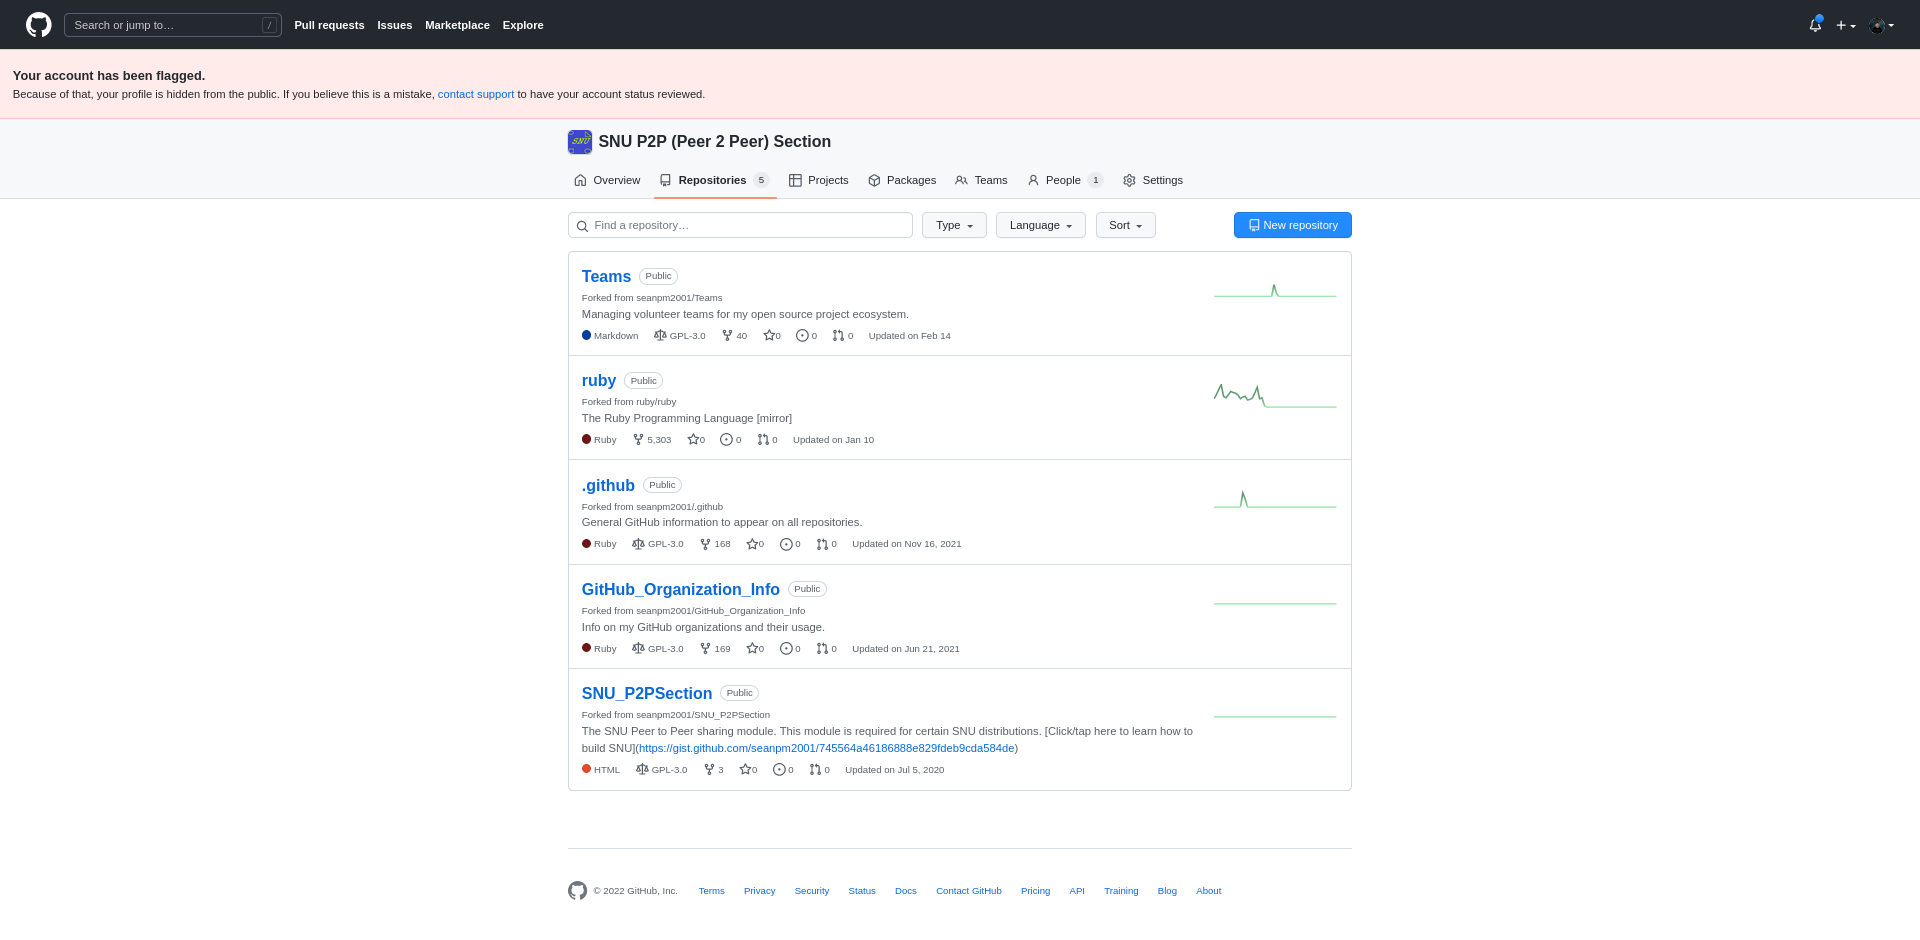 Search or jump to… /
Pull requests Issues Marketplace Explore
Your account has been flagged.
Because of that, your profile is hidden from the public. If you believe this is a mistake, contact support to have your account status reviewed.
SNU
SNU P2P (Peer 2 Peer) Section
Overview Repositories 5 Projects Packages Teams People 1 Settings
Find a repository… Type Language Sort New repository
Teams Public
Forked from seanpm2001/Teams
Managing volunteer teams for my open source project ecosystem.
Markdown GPL-3.0 40 0 0 0 Updated on Feb 14
ruby Public
Forked from ruby/ruby
The Ruby Programming Language [mirror]
Ruby 5,303 0 0 0 Updated on Jan 10
.github Public
Forked from seanpm2001/.github
General GitHub information to appear on all repositories.
Ruby GPL-3.0 168 0 0 0 Updated on Nov 16, 2021
GitHub_Organization_Info Public
Forked from seanpm2001/GitHub_Organization_Info
Info on my GitHub organizations and their usage.
Ruby GPL-3.0 169 0 0 0 Updated on Jun 21, 2021
SNU_P2PSection Public
Forked from seanpm2001/SNU_P2PSection
The SNU Peer to Peer sharing module. This module is required for certain SNU distributions. [Click/tap here to learn how to
build SNU](https://gist.github.com/seanpm2001/745564a46186888e829fdeb9cda584de)
HTML GPL-3.0 3 0 0 0 Updated on Jul 5, 2020
© 2022 GitHub, Inc. Terms Privacy Security Status Docs Contact GitHub Pricing API Training Blog About